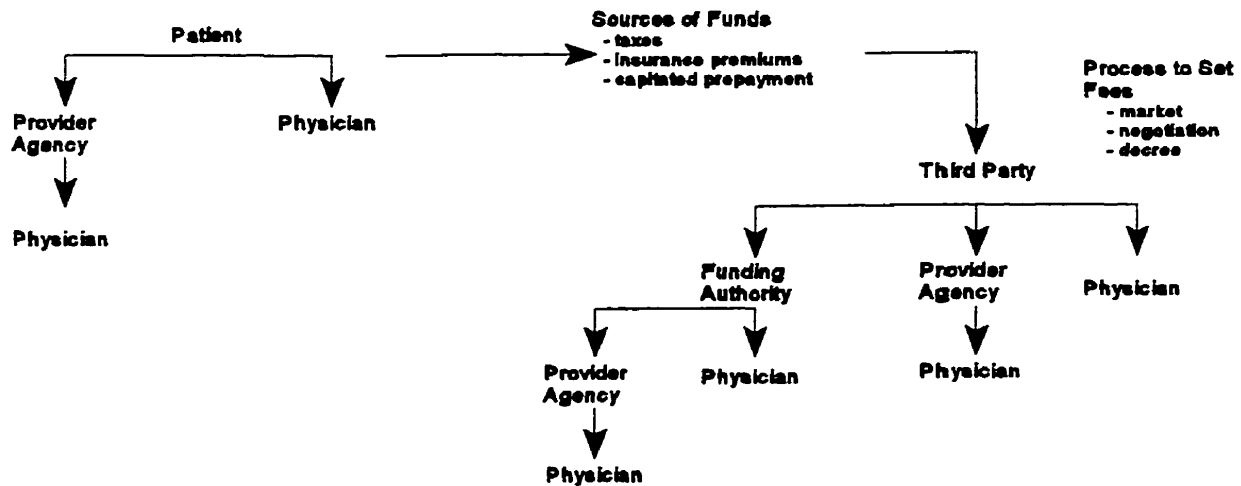 Patient
Provider
Agency
Physician
Physician
Sources of Funds
- taxes
- insurance premiums
- capitated prepayment
Process to Set
Fees
- market
- negotiation
- decree
Third Party
Funding
Authority
Provider
Agency
Physician
Provider
Agency
Physician
Physician
Physician